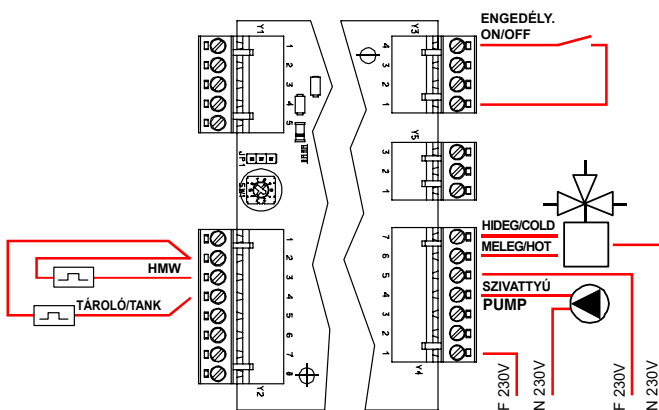 Y1
1
2
3
4
5
JP1
SW1
Y3
4
3
2
1
ENGEDÉLY.
ON/OFF
Y5
3
2
1
HMW
TÁROLÓ/TANK
1
2
3
4
5
6
7
8
Y2
7
6
5
4
3
2
1
Y4
HIDEG/COLD
MELEG/HOT
SZIVATTYÚ
PUMP
F 230V
N 230V
F 230V
N 230V